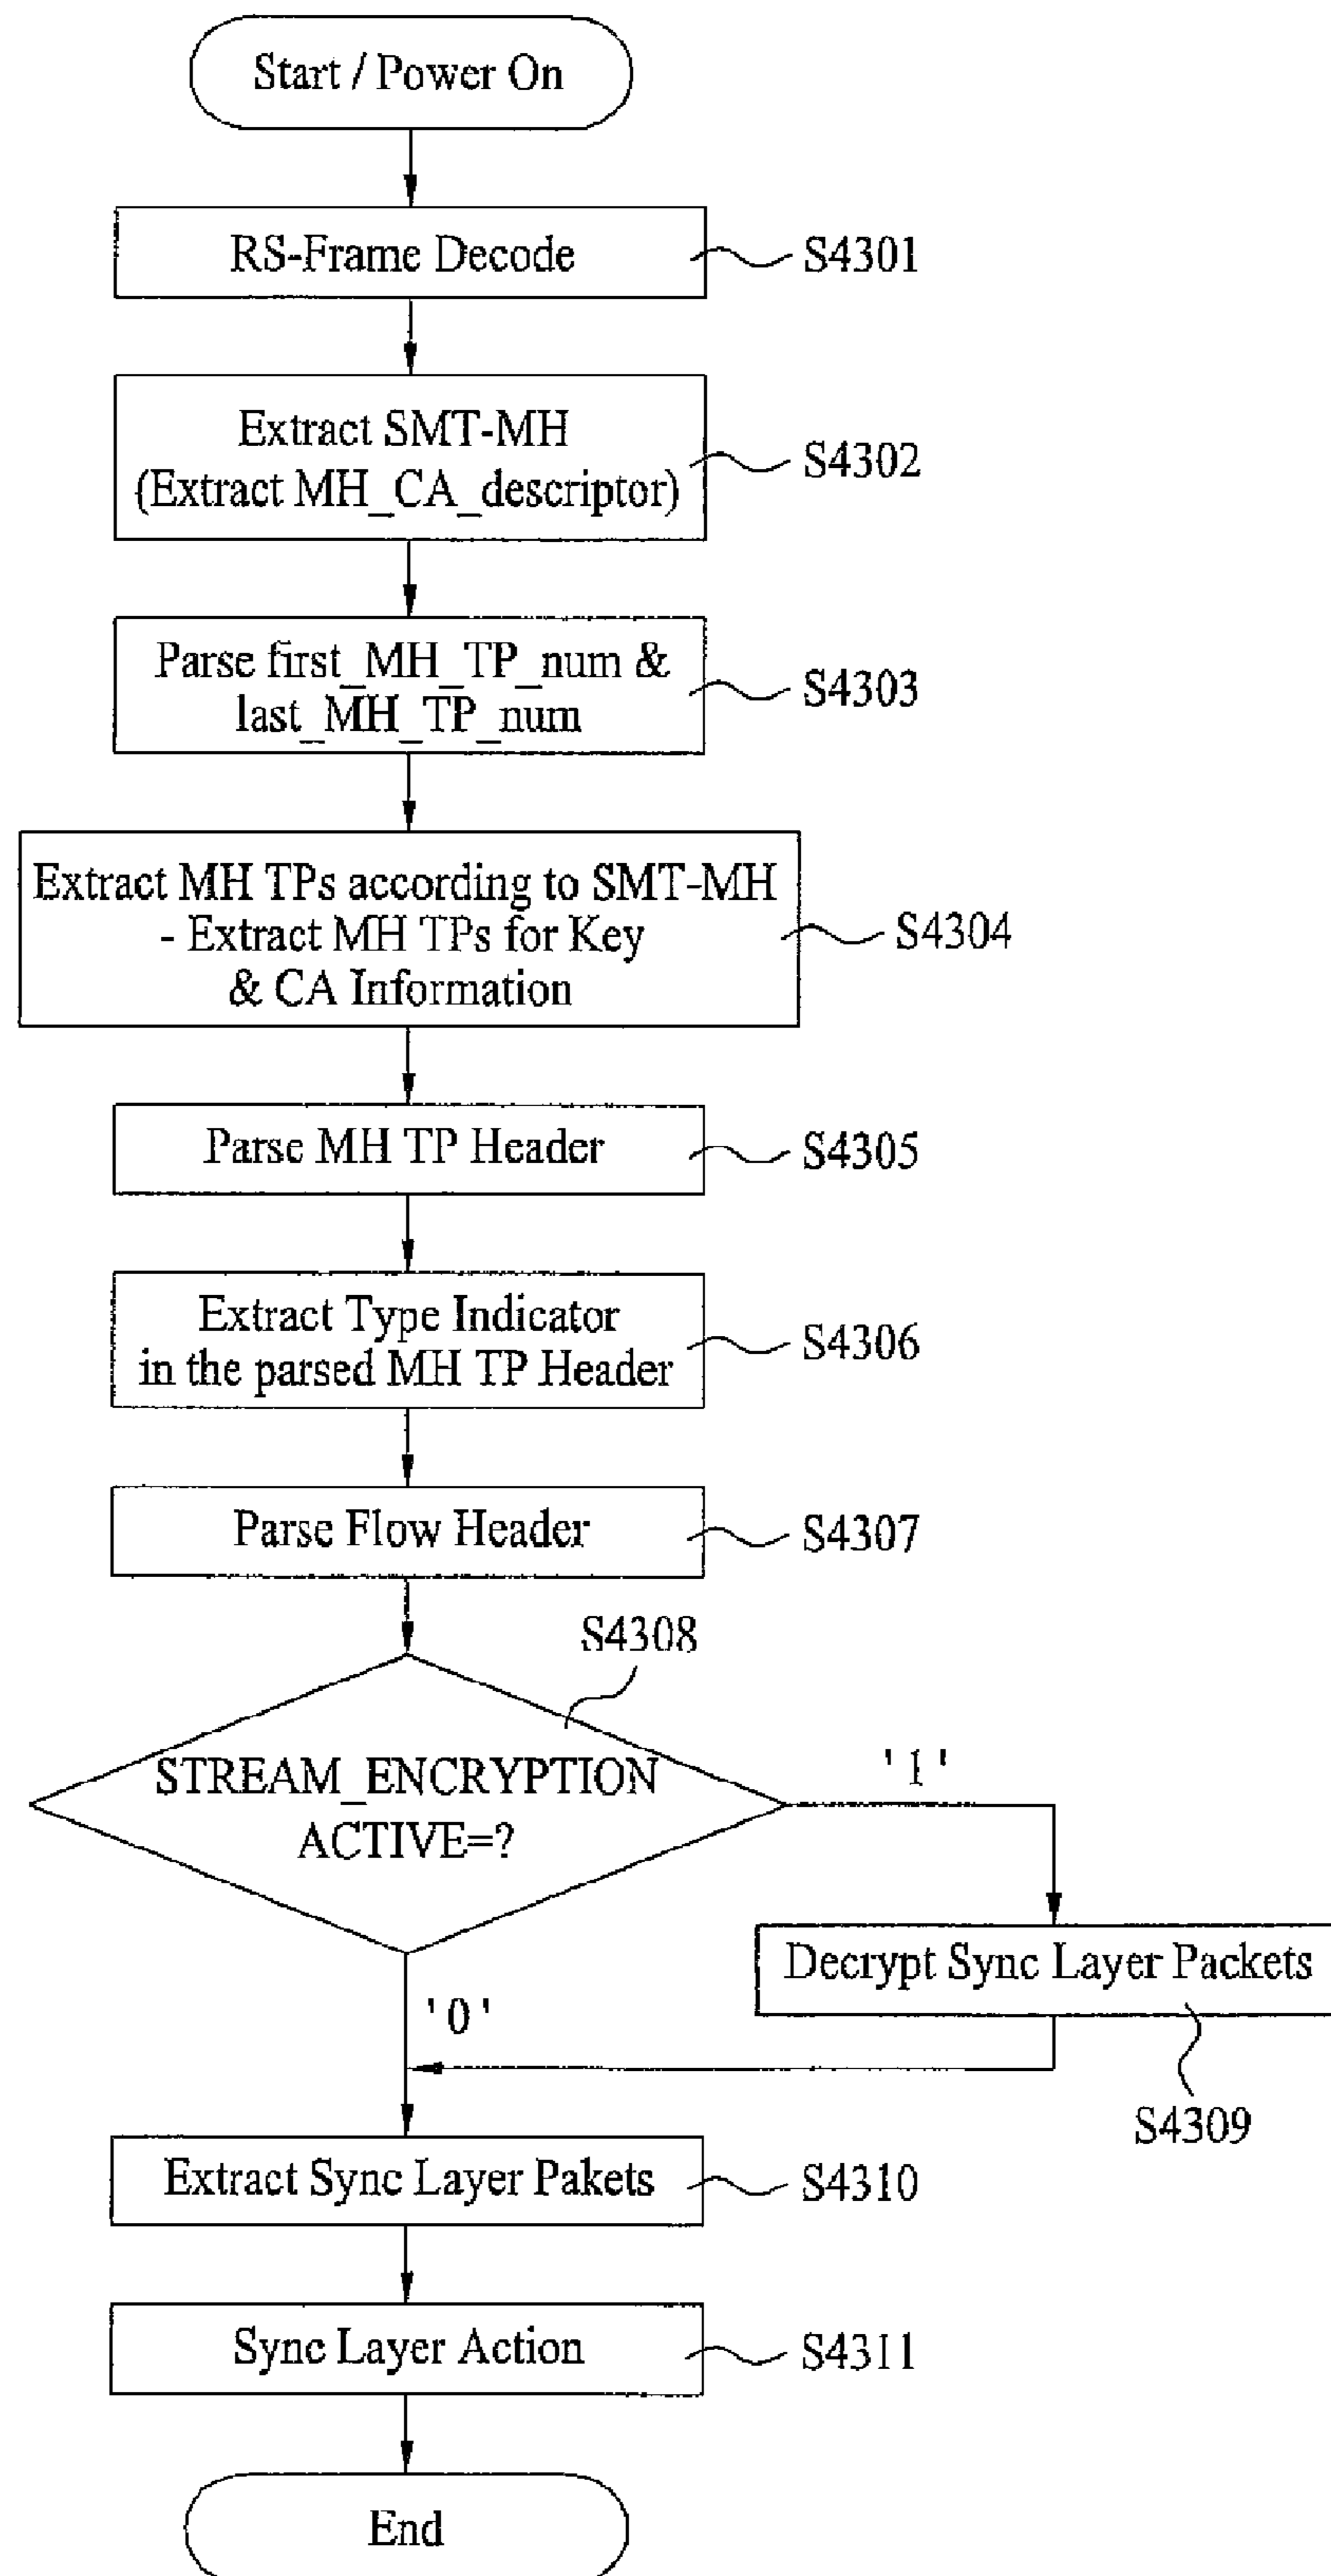 Start / Power On
RS-Frame Decode
S4301
Extract SMT-MH
(Extract MH_CA_descriptor)
S4302
Parse first_MH_TP_num &
last_MH_TP_num
S4303
Extract MH TPs according to SMT-MH
- Extract MH TPs for Key
& CA Information
S4304
Parse MH TP Header
S4305
Extract Type Indicator
in the parsed MH TP Header
S4306
Parse Flow Header
S4307
S4308
STREAM_ENCRYPTION
ACTIVE=?
'1'
Decrypt Sync Layer Packets
'0'
S4309
Extract Sync Layer Pakets
S4310
Sync Layer Action
S4311
End